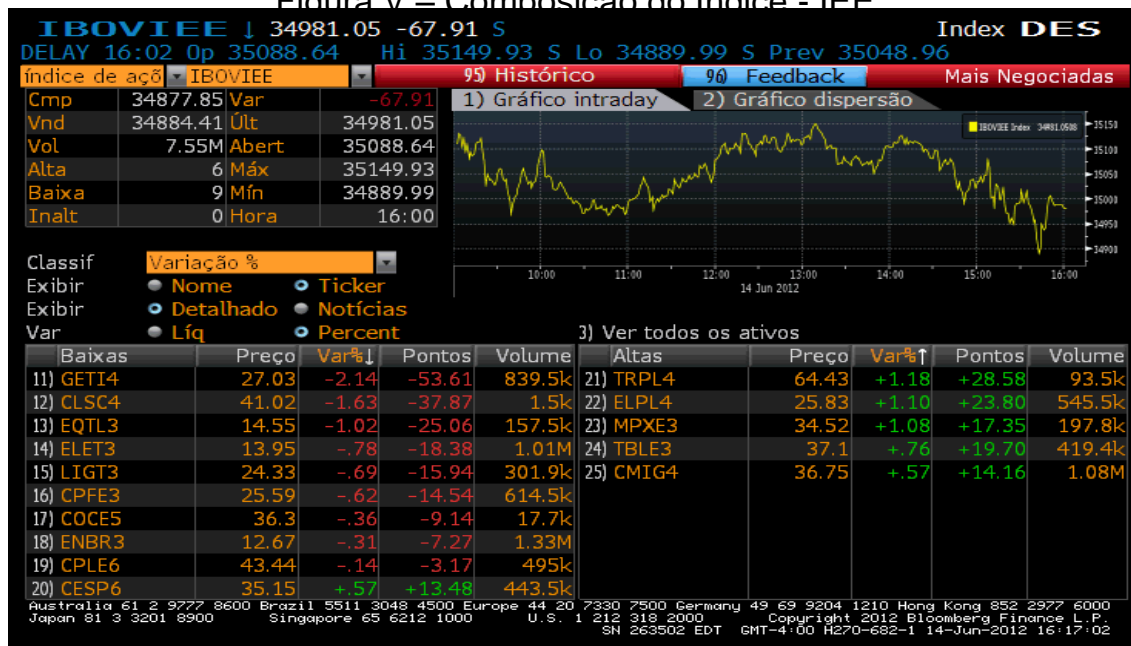 Figura V – Composição do Índice - IEE
IBOVIEE ↓ 34981.05 -67.91 S Index DES
DELAY 16:02 Op 35088.64 Hi 35149.93 S Lo 34889.99 S Prev 35048.96
índice de açõ IBOVIEE 95) Histórico 96) Feedback Mais Negociadas
Cmp 34877.85 Var -67.91
Vnd 34884.41 Últ 34981.05
Vol 7.55M Abert 35088.64
Alta 6 Máx 35149.93
Baixa 9 Mín 34889.99
Inalt 0 Hora 16:00
1) Gráfico intraday 2) Gráfico dispersão
IBOVIEE Index 34981.0508
35150
35100
35050
35000
34950
34900
10:00 11:00 12:00 13:00 14:00 15:00 16:00
14 Jun 2012
Classif Variação %
Exibir Nome Ticker
Exibir Detalhado Notícias
Var Líq Percent
3) Ver todos os ativos
Baixas Preço Var%↓ Pontos Volume
11) GETI4 27.03 -2.14 -53.61 839.5k
12) CLSC4 41.02 -1.63 -37.87 1.5k
13) EQTL3 14.55 -1.02 -25.06 157.5k
14) ELET3 13.95 -.78 -18.38 1.01M
15) LIGT3 24.33 -.69 -15.94 301.9k
16) CPFE3 25.59 -.62 -14.54 614.5k
17) COCE5 36.3 -.36 -9.14 17.7k
18) ENBR3 12.67 -.31 -7.27 1.33M
19) CPLE6 43.44 -.14 -3.17 495k
20) CESP6 35.15 +.57 +13.48 443.5k
Altas Preço Var%↑ Pontos Volume
21) TRPL4 64.43 +1.18 +28.58 93.5k
22) ELPL4 25.83 +1.10 +23.80 545.5k
23) MPXE3 34.52 +1.08 +17.35 197.8k
24) TBLE3 37.1 +.76 +19.70 419.4k
25) CMIG4 36.75 +.57 +14.16 1.08M
Australia 61 2 9777 8600 Brazil 5511 3048 4500 Europe 44 20 7330 7500 Germany 49 69 9204 1210 Hong Kong 852 2977 6000
Japan 81 3 3201 8900 Singapore 65 6212 1000 U.S. 1 212 318 2000 Copyright 2012 Bloomberg Finance L.P.
SN 263502 EDT GMT-4:00 H270-682-1 14-Jun-2012 16:17:02